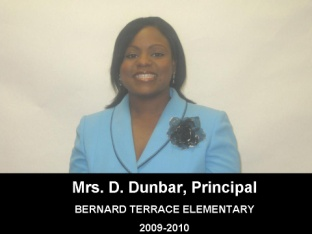 Mrs. D. Dunbar, Principal
BERNARD TERRACE ELEMENTARY
2009-2010